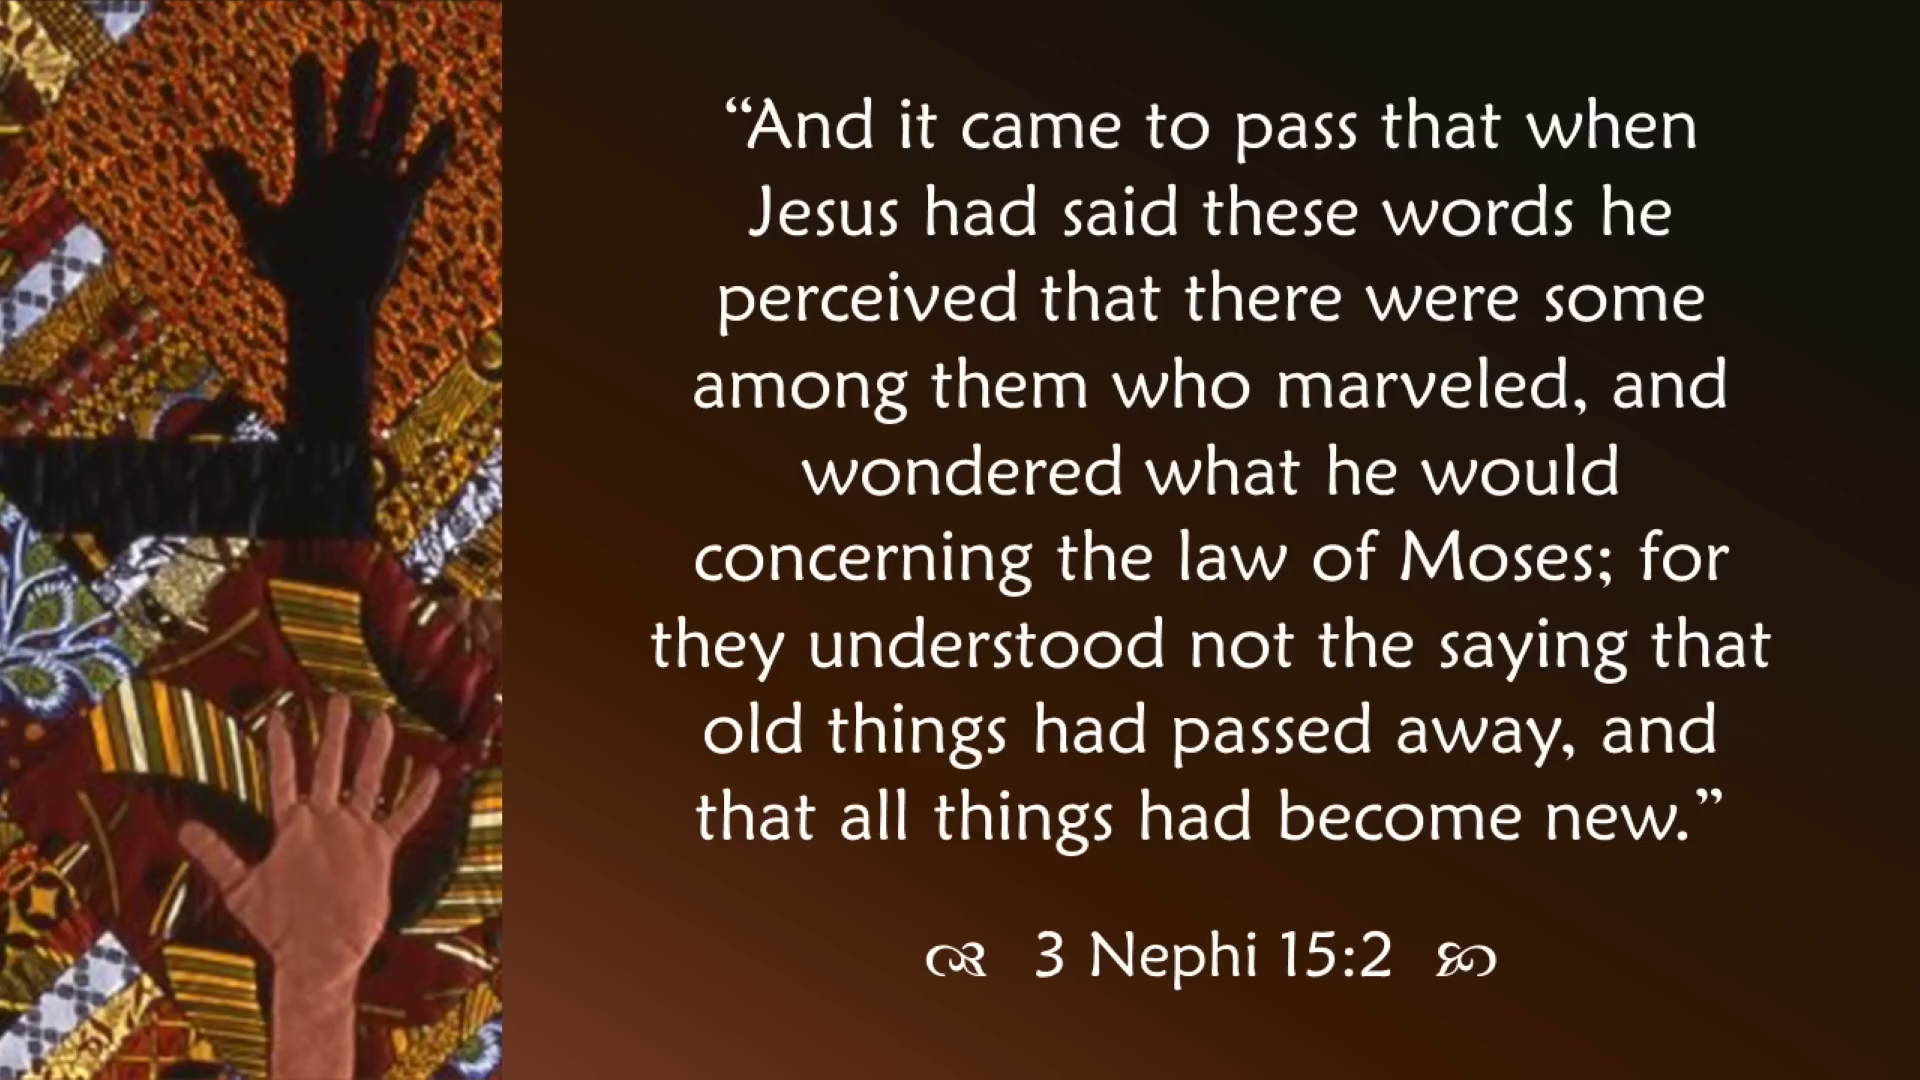 “And it came to pass that when
Jesus had said these words he
perceived that there were some
among them who marveled, and
wondered what he would
concerning the law of Moses; for
they understood not the saying that
old things had passed away, and
that all things had become new.”
3 Nephi 15:2